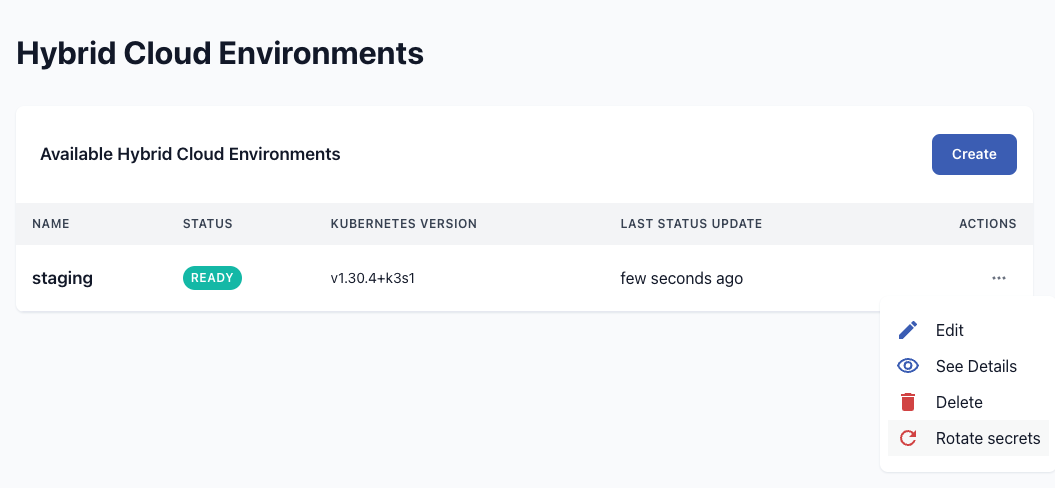 Hybrid Cloud Environments
Available Hybrid Cloud Environments
Create
NAME STATUS KUBERNETES VERSION LAST STATUS UPDATE ACTIONS
staging READY v1.30.4+k3s1 few seconds ago
Edit
See Details
Delete
Rotate secrets